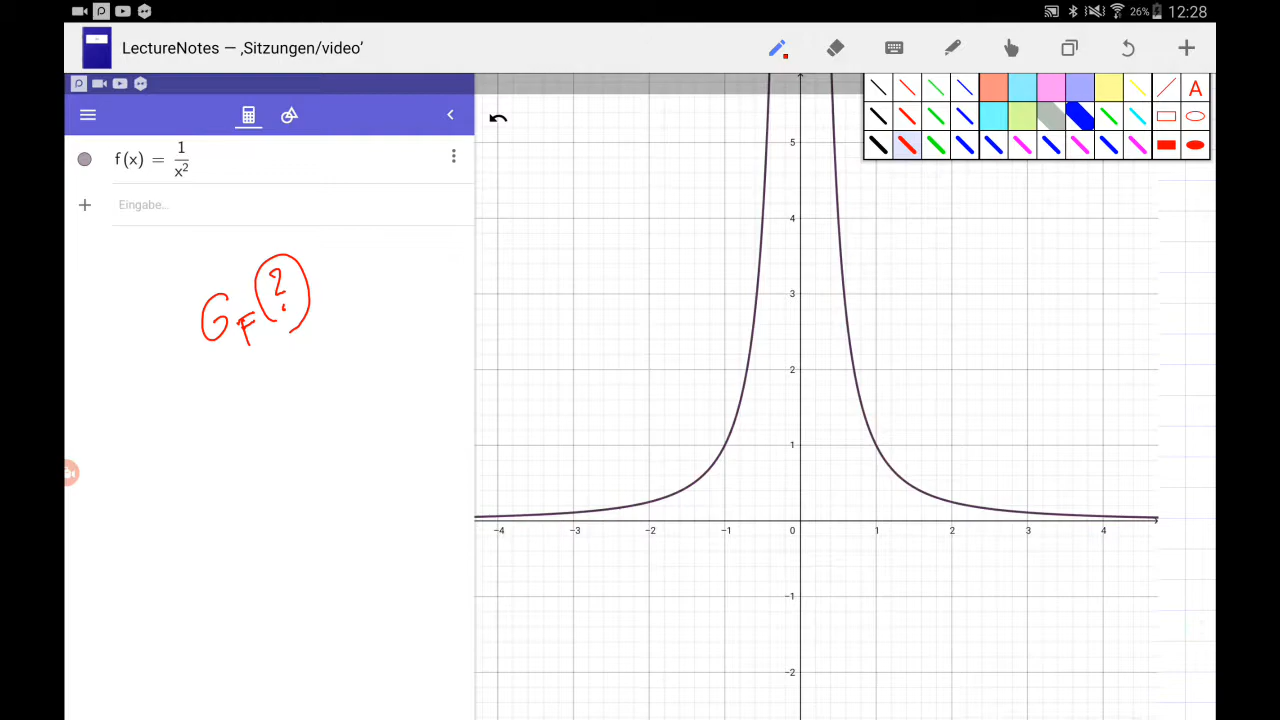 26% 12:28
LectureNotes — ‚Sitzungen/video’
A
f(x) = 1/x²
Eingabe...
G_F ?
5
4
3
2
1
−4 −3 −2 −1 0 1 2 3 4
−1
−2